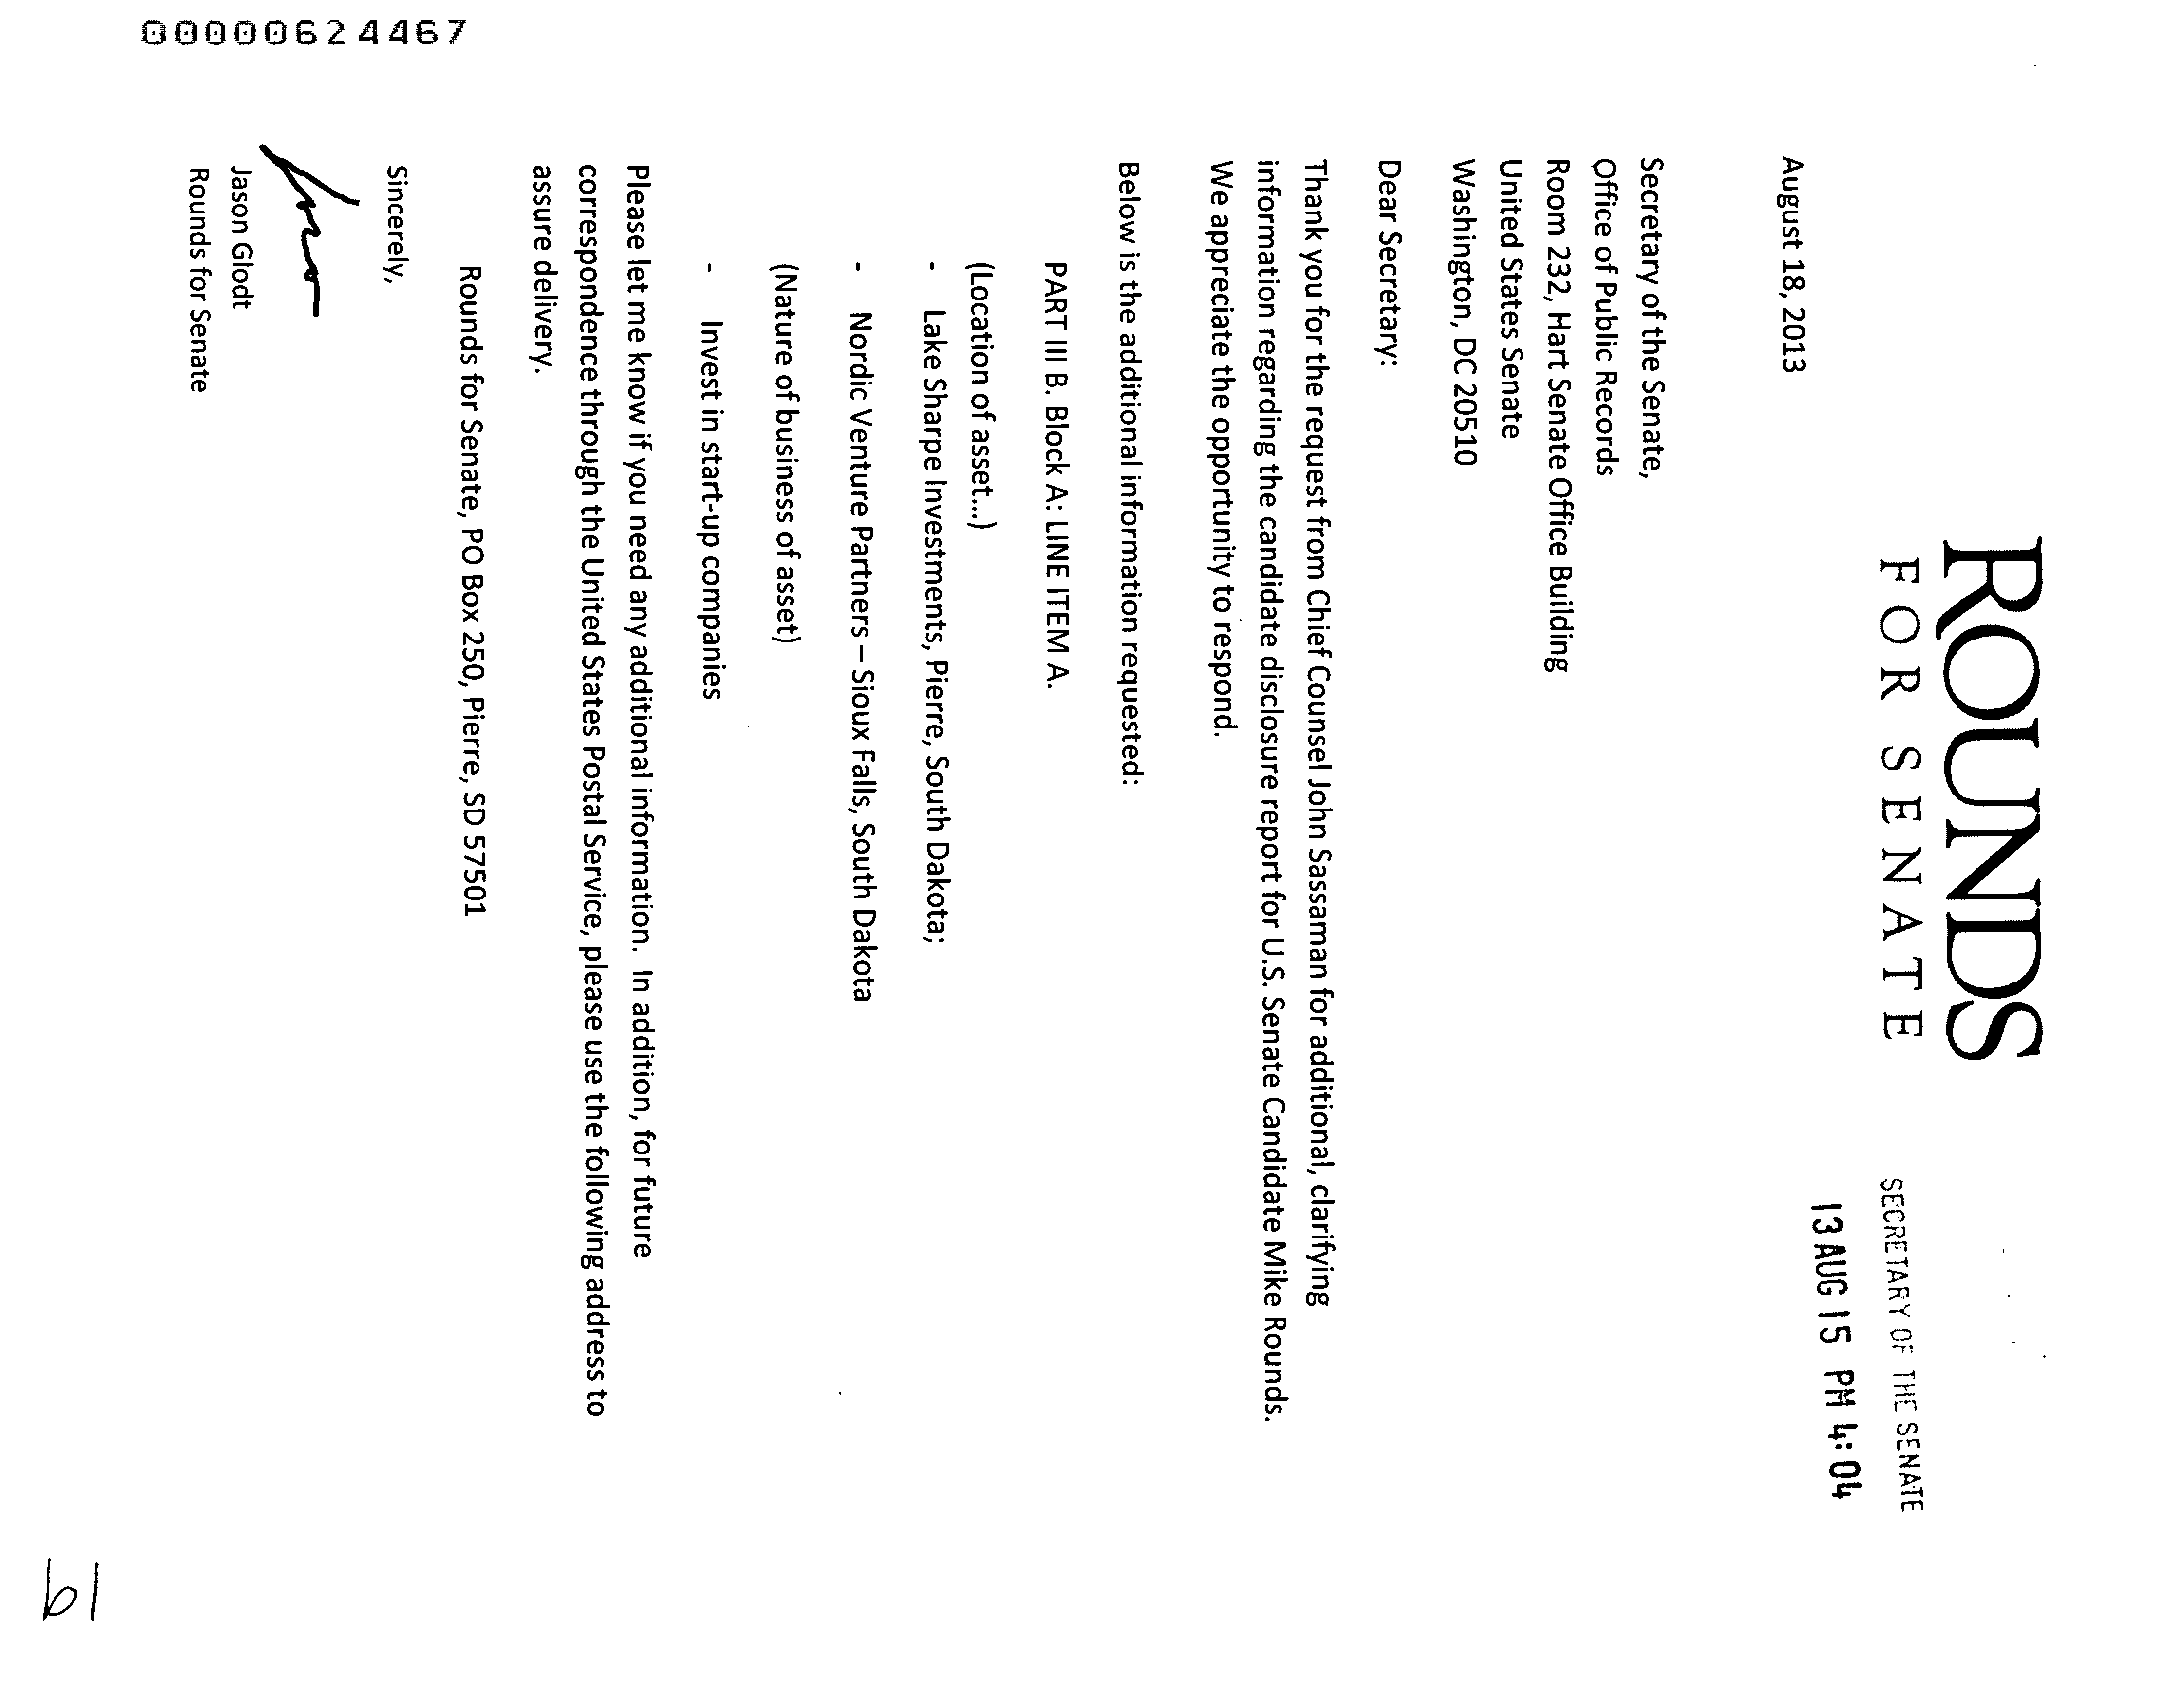 ROUNDS
FOR SENATE
SECRETARY OF THE SENATE
13 AUG 15 PM 4:04
August 18, 2013
Secretary of the Senate,
Office of Public Records
Room 232, Hart Senate Office Building
United States Senate
Washington, DC 20510
Dear Secretary:
Thank you for the request from Chief Counsel John Sassaman for additional, clarifying
information regarding the candidate disclosure report for U.S. Senate Candidate Mike Rounds.
We appreciate the opportunity to respond.
Below is the additional information requested:
PART III B. Block A: LINE ITEM A.
(Location of asset...)
- Lake Sharpe Investments, Pierre, South Dakota;
- Nordic Venture Partners – Sioux Falls, South Dakota
(Nature of business of asset)
- Invest in start-up companies
Please let me know if you need any additional information. In addition, for future
correspondence through the United States Postal Service, please use the following address to
assure delivery.
Rounds for Senate, PO Box 250, Pierre, SD 57501
Sincerely,
Jason Glodt
Rounds for Senate
00000624467
19